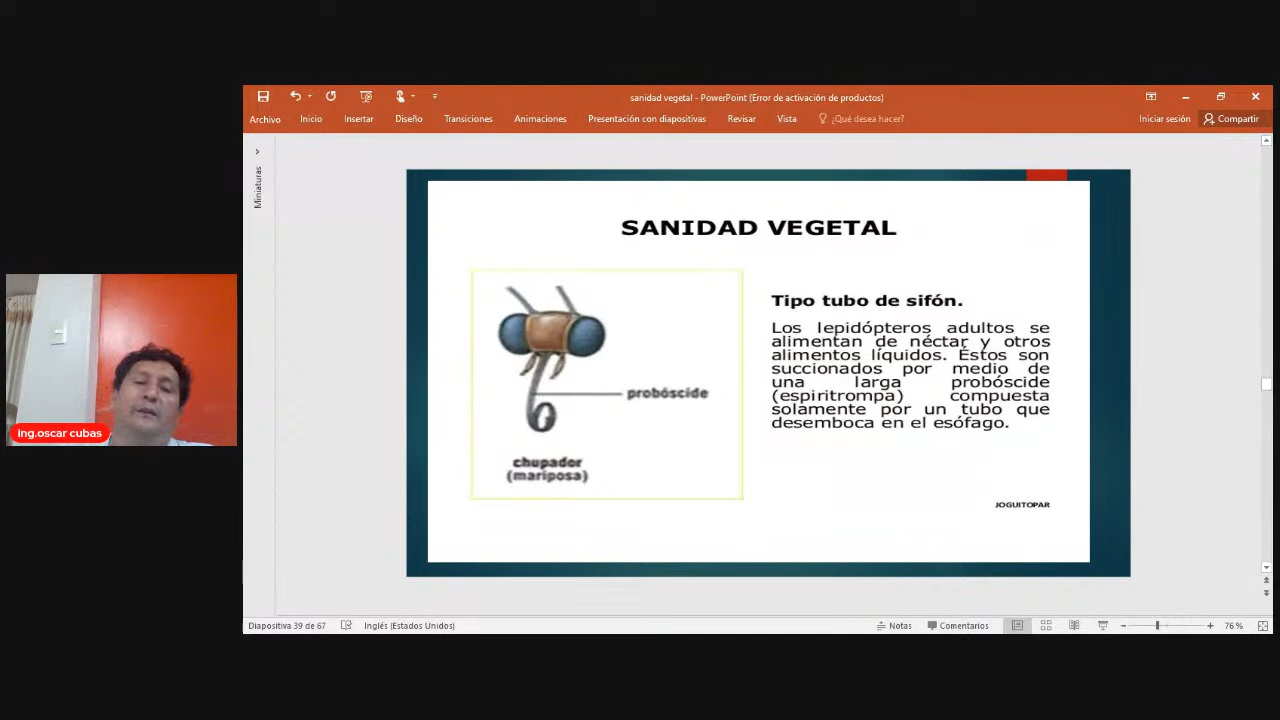 sanidad vegetal - PowerPoint (Error de activación de productos)
Archivo Inicio Insertar Diseño Transiciones Animaciones Presentación con diapositivas Revisar Vista ¿Qué desea hacer? Iniciar sesión Compartir
Miniaturas
SANIDAD VEGETAL
probóscide
chupador
(mariposa)
Tipo tubo de sifón.
Los lepidópteros adultos se
alimentan de néctar y otros
alimentos líquidos. Éstos son
succionados por medio de
una larga probóscide
(espiritrompa) compuesta
solamente por un tubo que
desemboca en el esófago.
JOGUITOPAR
ing.oscar cubas
Diapositiva 39 de 67 Inglés (Estados Unidos) Notas Comentarios 76 %